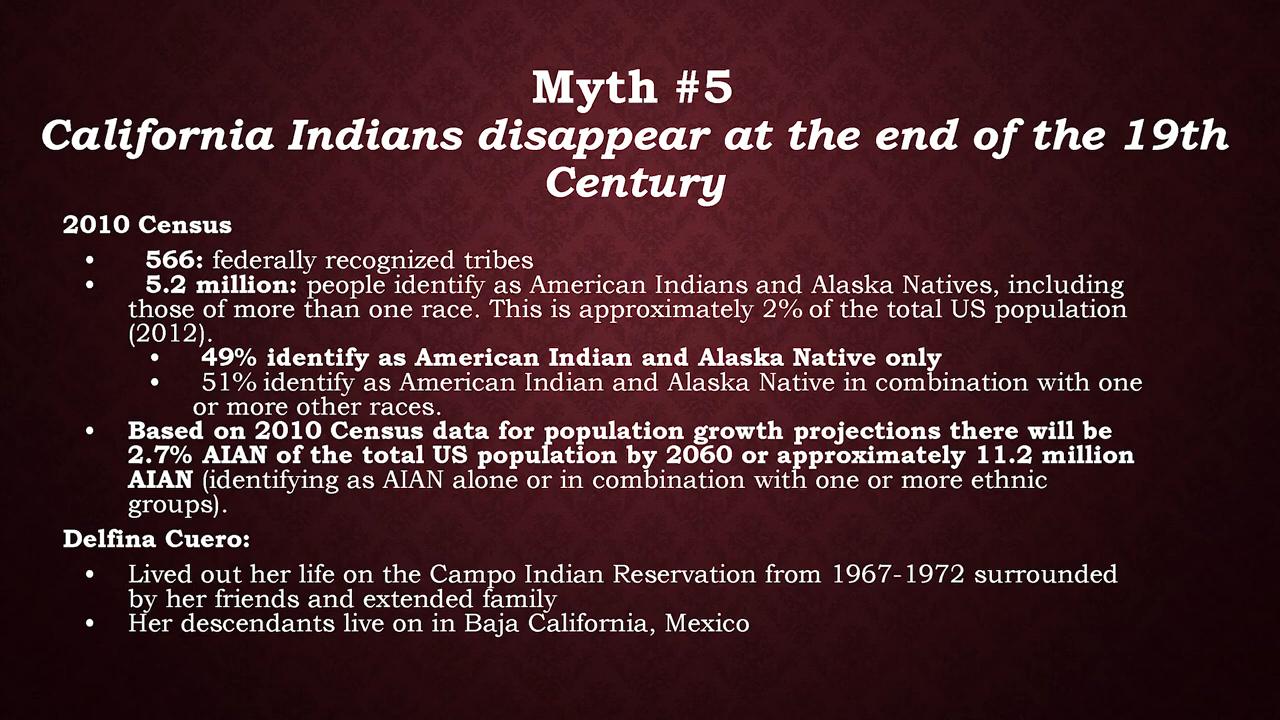 Myth #5
California Indians disappear at the end of the 19th
Century
2010 Census
• 566: federally recognized tribes
• 5.2 million: people identify as American Indians and Alaska Natives, including
those of more than one race. This is approximately 2% of the total US population
(2012).
• 49% identify as American Indian and Alaska Native only
• 51% identify as American Indian and Alaska Native in combination with one
or more other races.
• Based on 2010 Census data for population growth projections there will be
2.7% AIAN of the total US population by 2060 or approximately 11.2 million
AIAN (identifying as AIAN alone or in combination with one or more ethnic
groups).
Delfina Cuero:
• Lived out her life on the Campo Indian Reservation from 1967-1972 surrounded
by her friends and extended family
• Her descendants live on in Baja California, Mexico